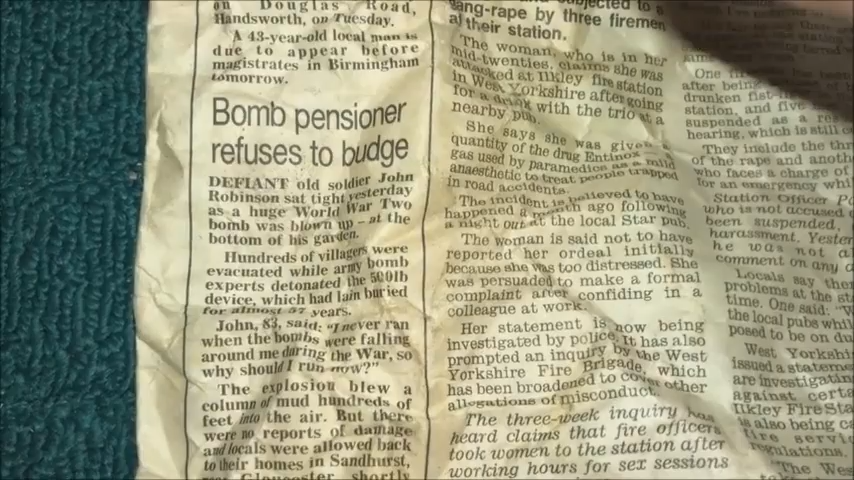 on Douglas Road,
Handsworth, on Tuesday.
A 43-year-old local man is
due to appear before
magistrates in Birmingham
tomorrow.
Bomb pensioner
refuses to budge
DEFIANT old soldier John
Robinson sat tight yesterday
as a huge World War Two
bomb was blown up – at the
bottom of his garden.
Hundreds of villagers were
evacuated while army bomb
experts detonated the 500lb
device, which had lain buried
for almost 57 years.
John, 83, said: "I never ran
when the bombs were falling
around me during the War, so
why should I run now?"
The explosion blew a
column of mud hundreds of
feet into the air. But there
were no reports of damage
and locals were allowed back
to their homes in Sandhurst,
Gloucester, shortly
subjected to a
gang-rape by three firemen
at their station.
The woman, who is in her
mid-twenties, claims she was
attacked at Ilkley fire station
in West Yorkshire after going
for a drink with the trio at a
nearby pub.
She says she was given a
quantity of the drug Entinox – a
gas used by paramedics as a mild
anaesthetic to treat people trapped
in road accidents.
The incident is believed to have
happened a month ago following
a night out at the local Star pub.
The woman is said not to have
reported her ordeal initially
because she was too distressed. She
was persuaded to make a formal
complaint after confiding in a
colleague at work.
Her statement is now being
investigated by police. It has also
prompted an inquiry by the West
Yorkshire Fire Brigade, which
has been broadened to cover other
allegations of misconduct.
The three-week inquiry has
heard claims that fire officers
took women to the station after
working hours for sex sessions
One fire
after being
drunken fist-
station, and five
suspended as a res
hearing, which is still
They include the
of the rape and anoth
who faces a charge of
for an emergency
Station Officer
who is not accused
been suspended,
harassment. Yester
he was not a
comment on any a
Locals say ther
problems at the st
time. One said:
the local pubs whil
posed to be on
West Yorkshire
issued a statemen
are investigating
against certa
Ilkley Fire Sta
is also being ca
fire servic
regulations."
The Wes